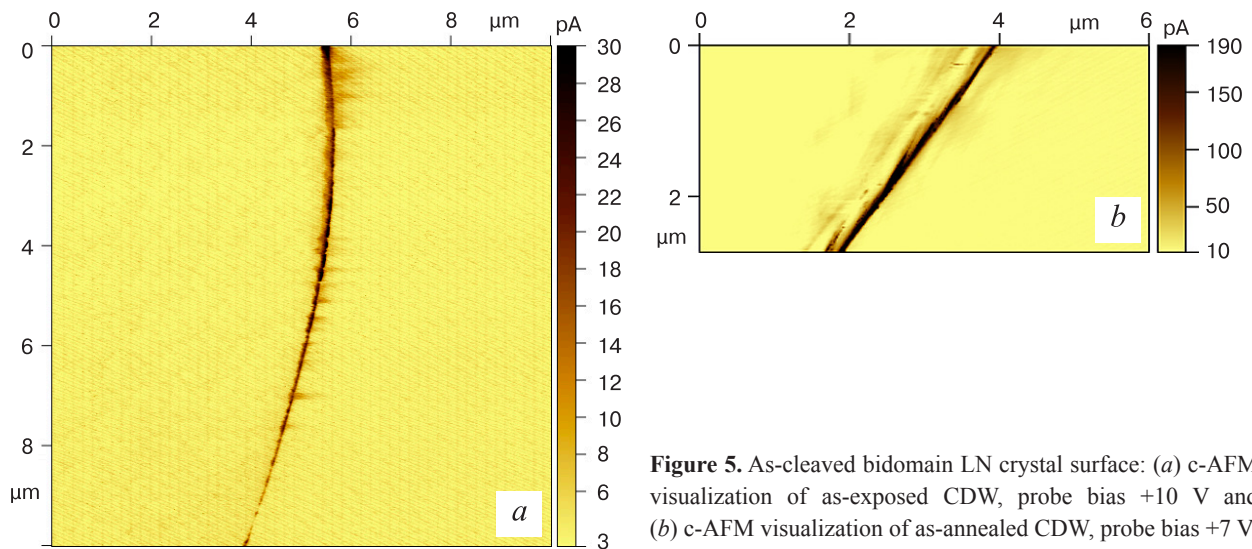 0 2 4 6 8 µm
pA
0
2
4
6
8
µm
30
28
26
24
22
20
18
16
14
12
10
8
6
3
a
0 2 4 µm 6
pA
0
2
µm
190
150
100
50
10
b
Figure 5. As-cleaved bidomain LN crystal surface: (a) c-AFM
visualization of as-exposed CDW, probe bias +10 V and
(b) c-AFM visualization of as-annealed CDW, probe bias +7 V